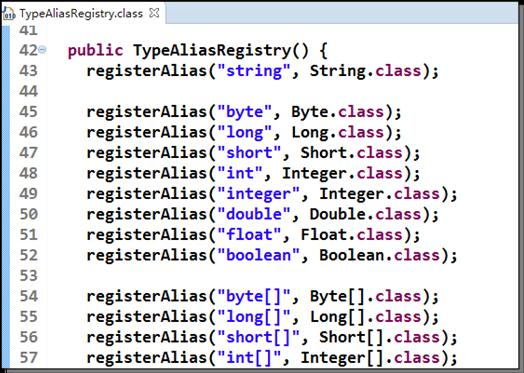 TypeAliasRegistry.class
41
42 public TypeAliasRegistry() {
43 registerAlias("string", String.class);
44
45 registerAlias("byte", Byte.class);
46 registerAlias("long", Long.class);
47 registerAlias("short", Short.class);
48 registerAlias("int", Integer.class);
49 registerAlias("integer", Integer.class);
50 registerAlias("double", Double.class);
51 registerAlias("float", Float.class);
52 registerAlias("boolean", Boolean.class);
53
54 registerAlias("byte[]", Byte[].class);
55 registerAlias("long[]", Long[].class);
56 registerAlias("short[]", Short[].class);
57 registerAlias("int[]", Integer[].class);